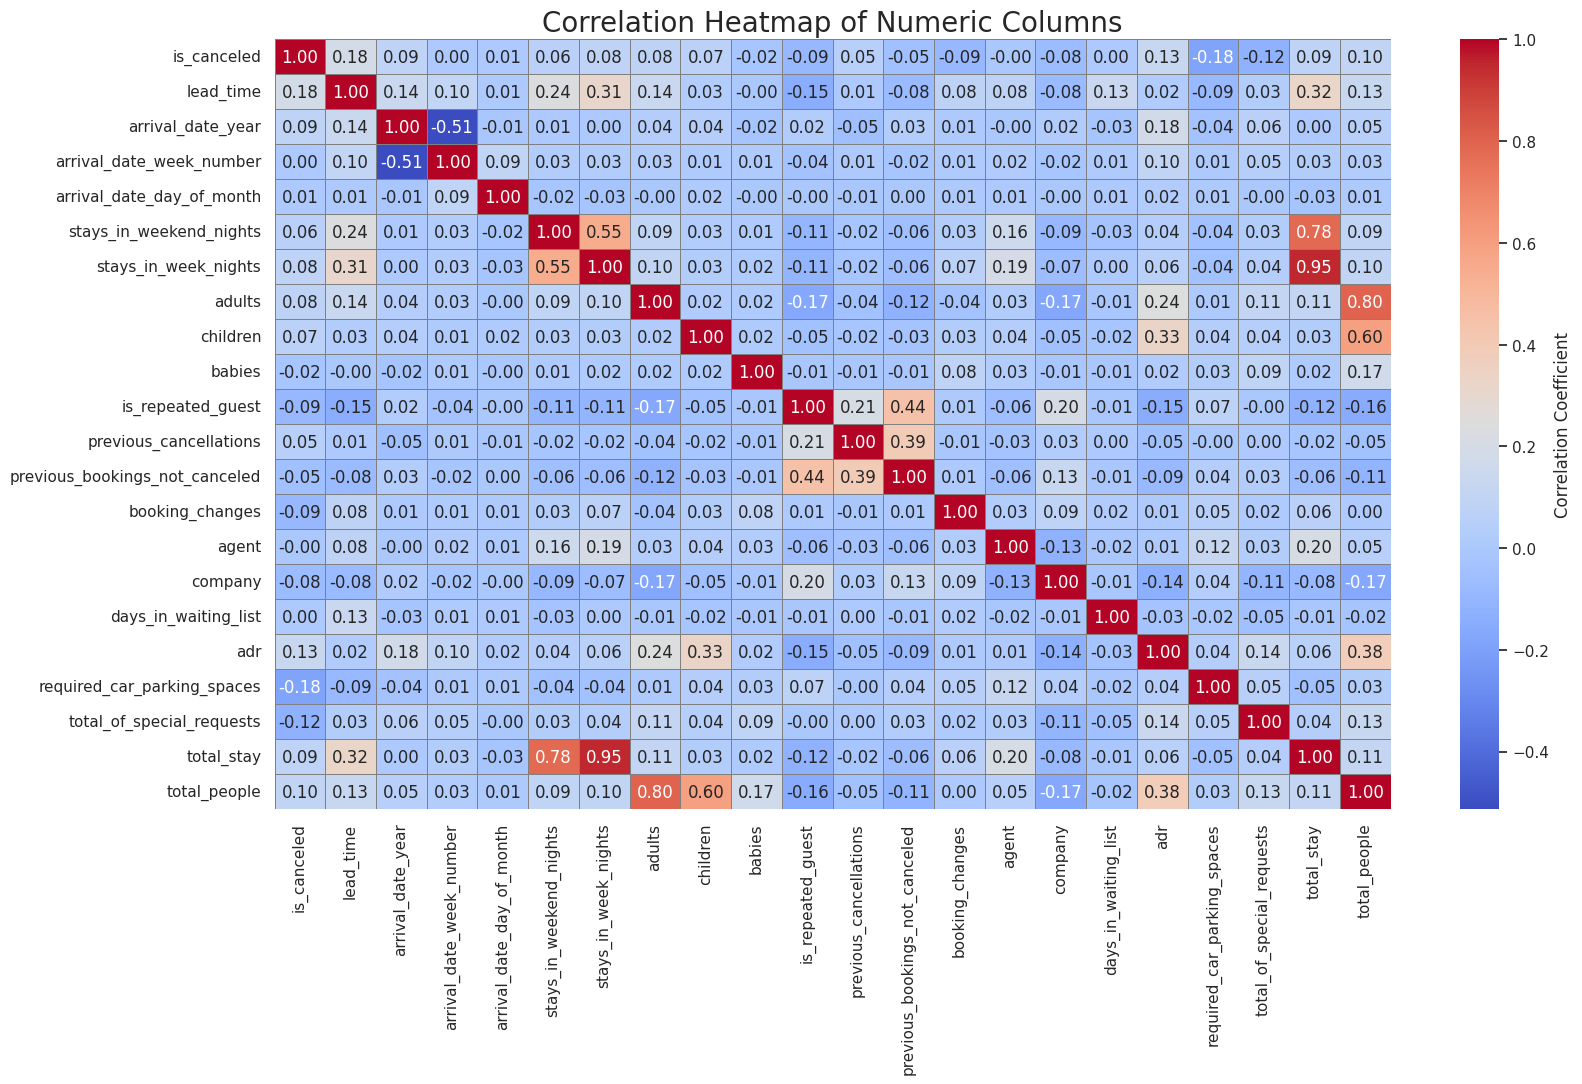 Correlation Heatmap of Numeric Columns
is_canceled 1.00 0.18 0.09 0.00 0.01 0.06 0.08 0.08 0.07 -0.02 -0.09 0.05 -0.05 -0.09 -0.00 -0.08 0.00 0.13 -0.18 -0.12 0.09 0.10
lead_time 0.18 1.00 0.14 0.10 0.01 0.24 0.31 0.14 0.03 -0.00 -0.15 0.01 -0.08 0.08 0.08 -0.08 0.13 0.02 -0.09 0.03 0.32 0.13
arrival_date_year 0.09 0.14 1.00 -0.51 -0.01 0.01 0.00 0.04 0.04 -0.02 0.02 -0.05 0.03 0.01 -0.00 0.02 -0.03 0.18 -0.04 0.06 0.00 0.05
arrival_date_week_number 0.00 0.10 -0.51 1.00 0.09 0.03 0.03 0.03 0.01 0.01 -0.04 0.01 -0.02 0.01 0.02 -0.02 0.01 0.10 0.01 0.05 0.03 0.03
arrival_date_day_of_month 0.01 0.01 -0.01 0.09 1.00 -0.02 -0.03 -0.00 0.02 -0.00 -0.00 -0.01 0.00 0.01 0.01 -0.00 0.01 0.02 0.01 -0.00 -0.03 0.01
stays_in_weekend_nights 0.06 0.24 0.01 0.03 -0.02 1.00 0.55 0.09 0.03 0.01 -0.11 -0.02 -0.06 0.03 0.16 -0.09 -0.03 0.04 -0.04 0.03 0.78 0.09
stays_in_week_nights 0.08 0.31 0.00 0.03 -0.03 0.55 1.00 0.10 0.03 0.02 -0.11 -0.02 -0.06 0.07 0.19 -0.07 0.00 0.06 -0.04 0.04 0.95 0.10
adults 0.08 0.14 0.04 0.03 -0.00 0.09 0.10 1.00 0.02 0.02 -0.17 -0.04 -0.12 -0.04 0.03 -0.17 -0.01 0.24 0.01 0.11 0.11 0.80
children 0.07 0.03 0.04 0.01 0.02 0.03 0.03 0.02 1.00 0.02 -0.05 -0.02 -0.03 0.03 0.04 -0.05 -0.02 0.33 0.04 0.04 0.03 0.60
babies -0.02 -0.00 -0.02 0.01 -0.00 0.01 0.02 0.02 0.02 1.00 -0.01 -0.01 -0.01 0.08 0.03 -0.01 -0.01 0.02 0.03 0.09 0.02 0.17
is_repeated_guest -0.09 -0.15 0.02 -0.04 -0.00 -0.11 -0.11 -0.17 -0.05 -0.01 1.00 0.21 0.44 0.01 -0.06 0.20 -0.01 -0.15 0.07 -0.00 -0.12 -0.16
previous_cancellations 0.05 0.01 -0.05 0.01 -0.01 -0.02 -0.02 -0.04 -0.02 -0.01 0.21 1.00 0.39 -0.01 -0.03 0.03 0.00 -0.05 -0.00 0.00 -0.02 -0.05
previous_bookings_not_canceled -0.05 -0.08 0.03 -0.02 0.00 -0.06 -0.06 -0.12 -0.03 -0.01 0.44 0.39 1.00 0.01 -0.06 0.13 -0.01 -0.09 0.04 0.03 -0.06 -0.11
booking_changes -0.09 0.08 0.01 0.01 0.01 0.03 0.07 -0.04 0.03 0.08 0.01 -0.01 0.01 1.00 0.03 0.09 0.02 0.01 0.05 0.02 0.06 0.00
agent -0.00 0.08 -0.00 0.02 0.01 0.16 0.19 0.03 0.04 0.03 -0.06 -0.03 -0.06 0.03 1.00 -0.13 -0.02 0.01 0.12 0.03 0.20 0.05
company -0.08 -0.08 0.02 -0.02 -0.00 -0.09 -0.07 -0.17 -0.05 -0.01 0.20 0.03 0.13 0.09 -0.13 1.00 -0.01 -0.14 0.04 -0.11 -0.08 -0.17
days_in_waiting_list 0.00 0.13 -0.03 0.01 0.01 -0.03 0.00 -0.01 -0.02 -0.01 -0.01 0.00 -0.01 0.02 -0.02 -0.01 1.00 -0.03 -0.02 -0.05 -0.01 -0.02
adr 0.13 0.02 0.18 0.10 0.02 0.04 0.06 0.24 0.33 0.02 -0.15 -0.05 -0.09 0.01 0.01 -0.14 -0.03 1.00 0.04 0.14 0.06 0.38
required_car_parking_spaces -0.18 -0.09 -0.04 0.01 0.01 -0.04 -0.04 0.01 0.04 0.03 0.07 -0.00 0.04 0.05 0.12 0.04 -0.02 0.04 1.00 0.05 -0.05 0.03
total_of_special_requests -0.12 0.03 0.06 0.05 -0.00 0.03 0.04 0.11 0.04 0.09 -0.00 0.00 0.03 0.02 0.03 -0.11 -0.05 0.14 0.05 1.00 0.04 0.13
total_stay 0.09 0.32 0.00 0.03 -0.03 0.78 0.95 0.11 0.03 0.02 -0.12 -0.02 -0.06 0.06 0.20 -0.08 -0.01 0.06 -0.05 0.04 1.00 0.11
total_people 0.10 0.13 0.05 0.03 0.01 0.09 0.10 0.80 0.60 0.17 -0.16 -0.05 -0.11 0.00 0.05 -0.17 -0.02 0.38 0.03 0.13 0.11 1.00
is_canceled
lead_time
arrival_date_year
arrival_date_week_number
arrival_date_day_of_month
stays_in_weekend_nights
stays_in_week_nights
adults
children
babies
is_repeated_guest
previous_cancellations
previous_bookings_not_canceled
booking_changes
agent
company
days_in_waiting_list
adr
required_car_parking_spaces
total_of_special_requests
total_stay
total_people
1.0
0.8
0.6
0.4
0.2
0.0
−0.2
−0.4
Correlation Coefficient